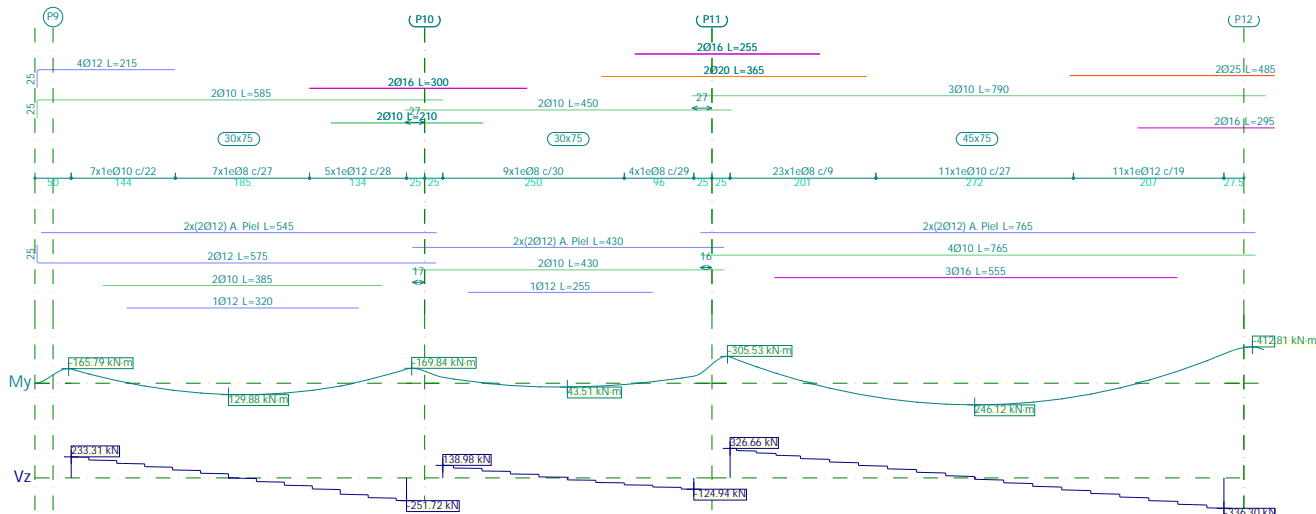 P9
P10
P11
P12
2Ø16 L=255
4Ø12 L=215
2Ø20 L=365
2Ø25 L=485
25
2Ø16 L=300
2Ø10 L=585
3Ø10 L=790
25
27
2Ø10 L=450
27
2Ø10 L=210
2Ø16 L=295
30x75
30x75
45x75
7x1eØ10 c/22
7x1eØ8 c/27
5x1eØ12 c/28
9x1eØ8 c/30
4x1eØ8 c/29
23x1eØ8 c/9
11x1eØ10 c/27
11x1eØ12 c/19
50
144
185
134
25
25
250
96
25
25
201
272
207
27.5
2x(2Ø12) A. Piel L=545
2x(2Ø12) A. Piel L=765
2x(2Ø12) A. Piel L=430
25
2Ø12 L=575
4Ø10 L=765
2Ø10 L=430
16
17
2Ø10 L=385
3Ø16 L=555
1Ø12 L=255
1Ø12 L=320
-412.81 kN·m
-305.53 kN·m
-165.79 kN·m
-169.84 kN·m
My
129.88 kN·m
43.51 kN·m
246.12 kN·m
233.31 kN
138.98 kN
326.66 kN
Vz
-251.72 kN
-124.94 kN
-336.30 kN